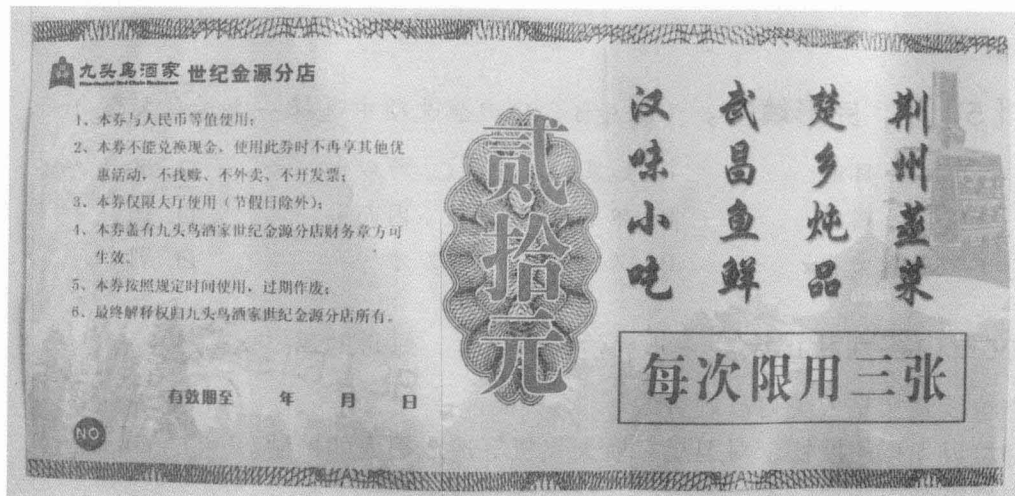 九头鸟酒家 世纪金源分店
1、本券与人民币等值使用;
2、本券不能兑换现金，使用此券时不再享其他优
惠活动，不找赎、不外卖、不开发票;
3、本券仅限大厅使用（节假日除外）;
4、本券盖有九头鸟酒家世纪金源分店财务章方可
生效。
5、本券按照规定时间使用，过期作废;
6、最终解释权归九头鸟酒家世纪金源分店所有。
有效期至 年 月 日
NO
贰拾元
荆州蒸菜
楚乡炖品
武昌鱼鲜
汉味小吃
每次限用三张